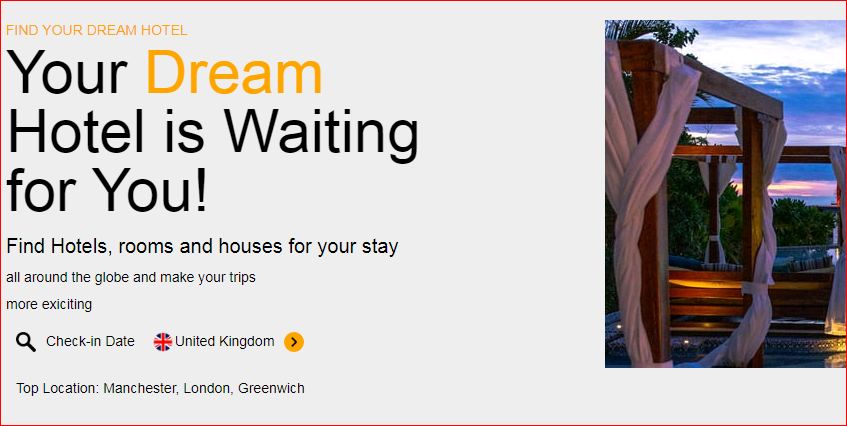 FIND YOUR DREAM HOTEL
Your Dream
Hotel is Waiting
for You!
Find Hotels, rooms and houses for your stay
all around the globe and make your trips
more exiciting
Check-in Date United Kingdom
Top Location: Manchester, London, Greenwich